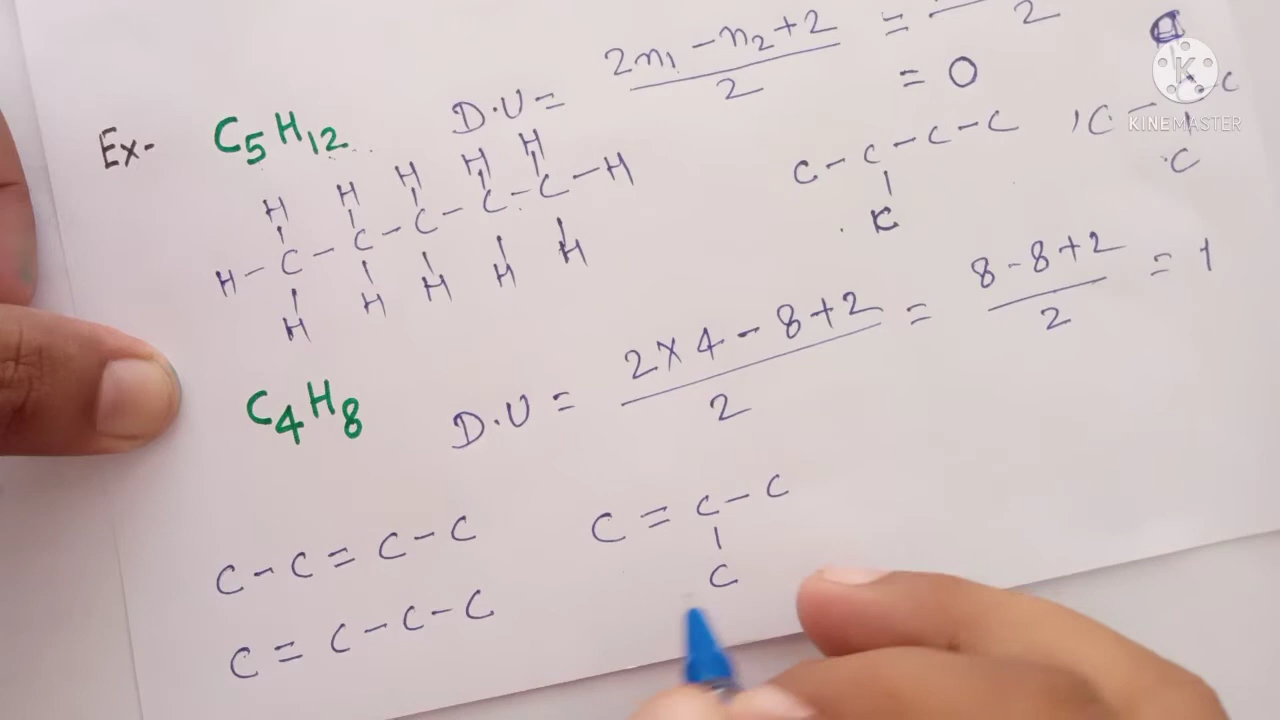 D.U = (2n₁ - n₂ + 2)/2 = /2
= 0
Ex- C₅H₁₂
H H H H H
H - C - C - C - C - C - H
H H H H H
C - C - C - C
C
, C - C - C
C
KINEMASTER
C₄H₈ D.U = (2 × 4 - 8 + 2)/2 = (8 - 8 + 2)/2 = 1
C - C = C - C
C = C - C
C
C = C - C - C